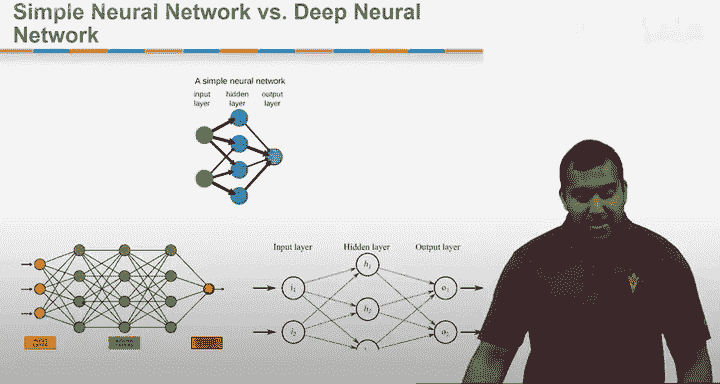 Simple Neural Network vs. Deep Neural
Network
A simple neural network
input
layer
hidden
layer
output
layer
Input layer
Hidden layer
Output layer
i₁
i₂
h₁
h₂
o₁
o₂